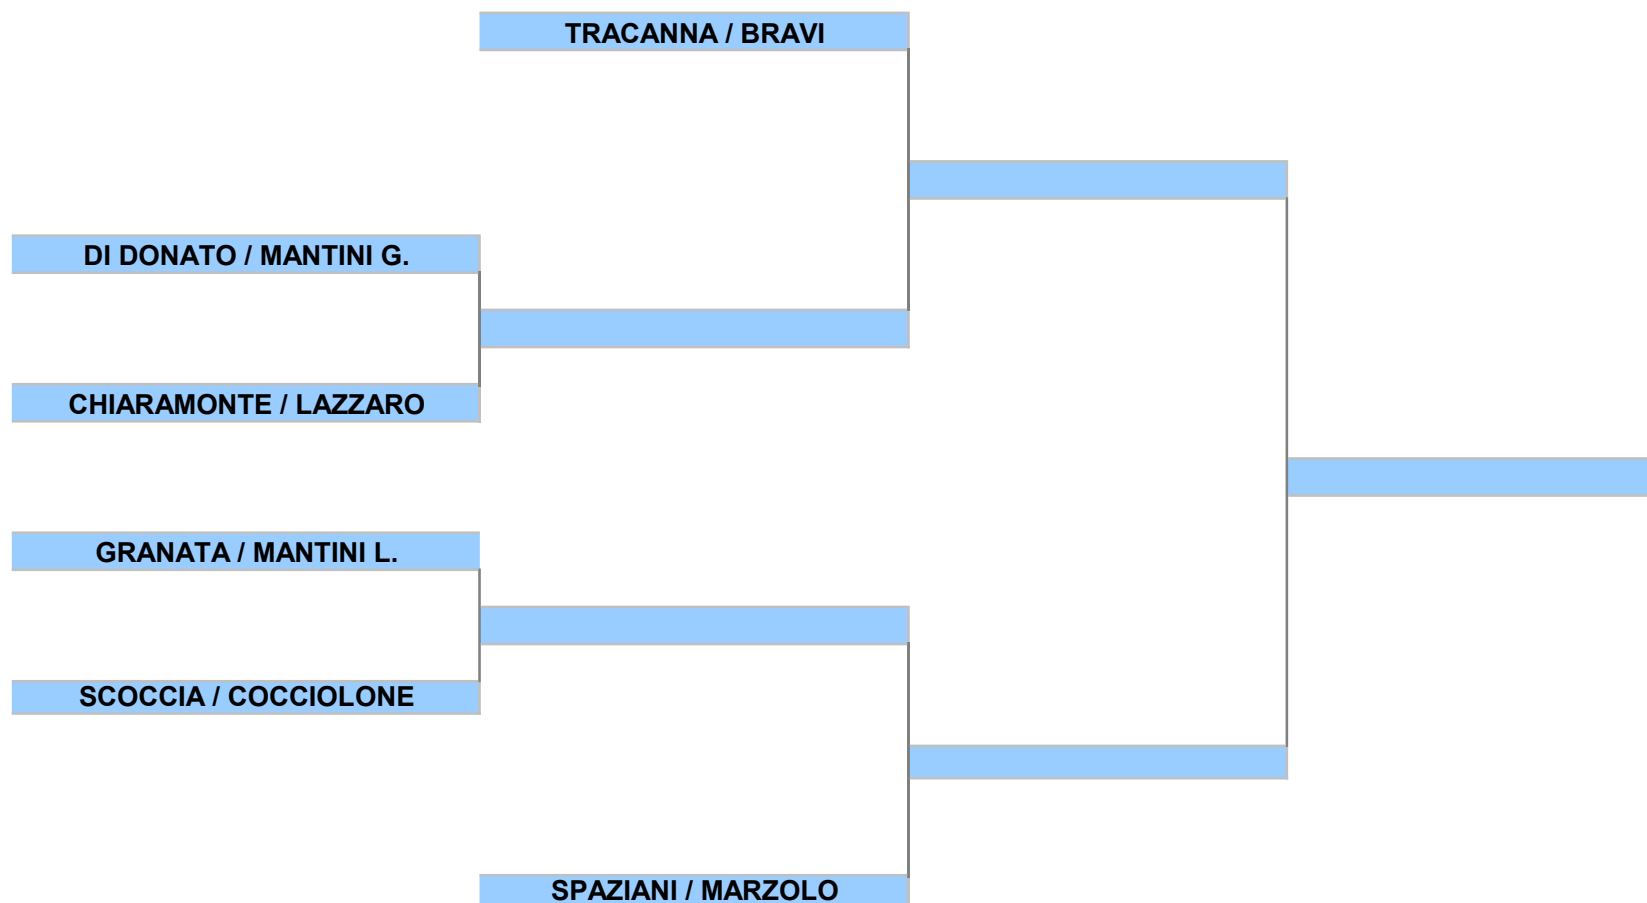 TRACANNA / BRAVI
DI DONATO / MANTINI G.
CHIARAMONTE / LAZZARO
GRANATA / MANTINI L.
SCOCCIA / COCCIOLONE
SPAZIANI / MARZOLO